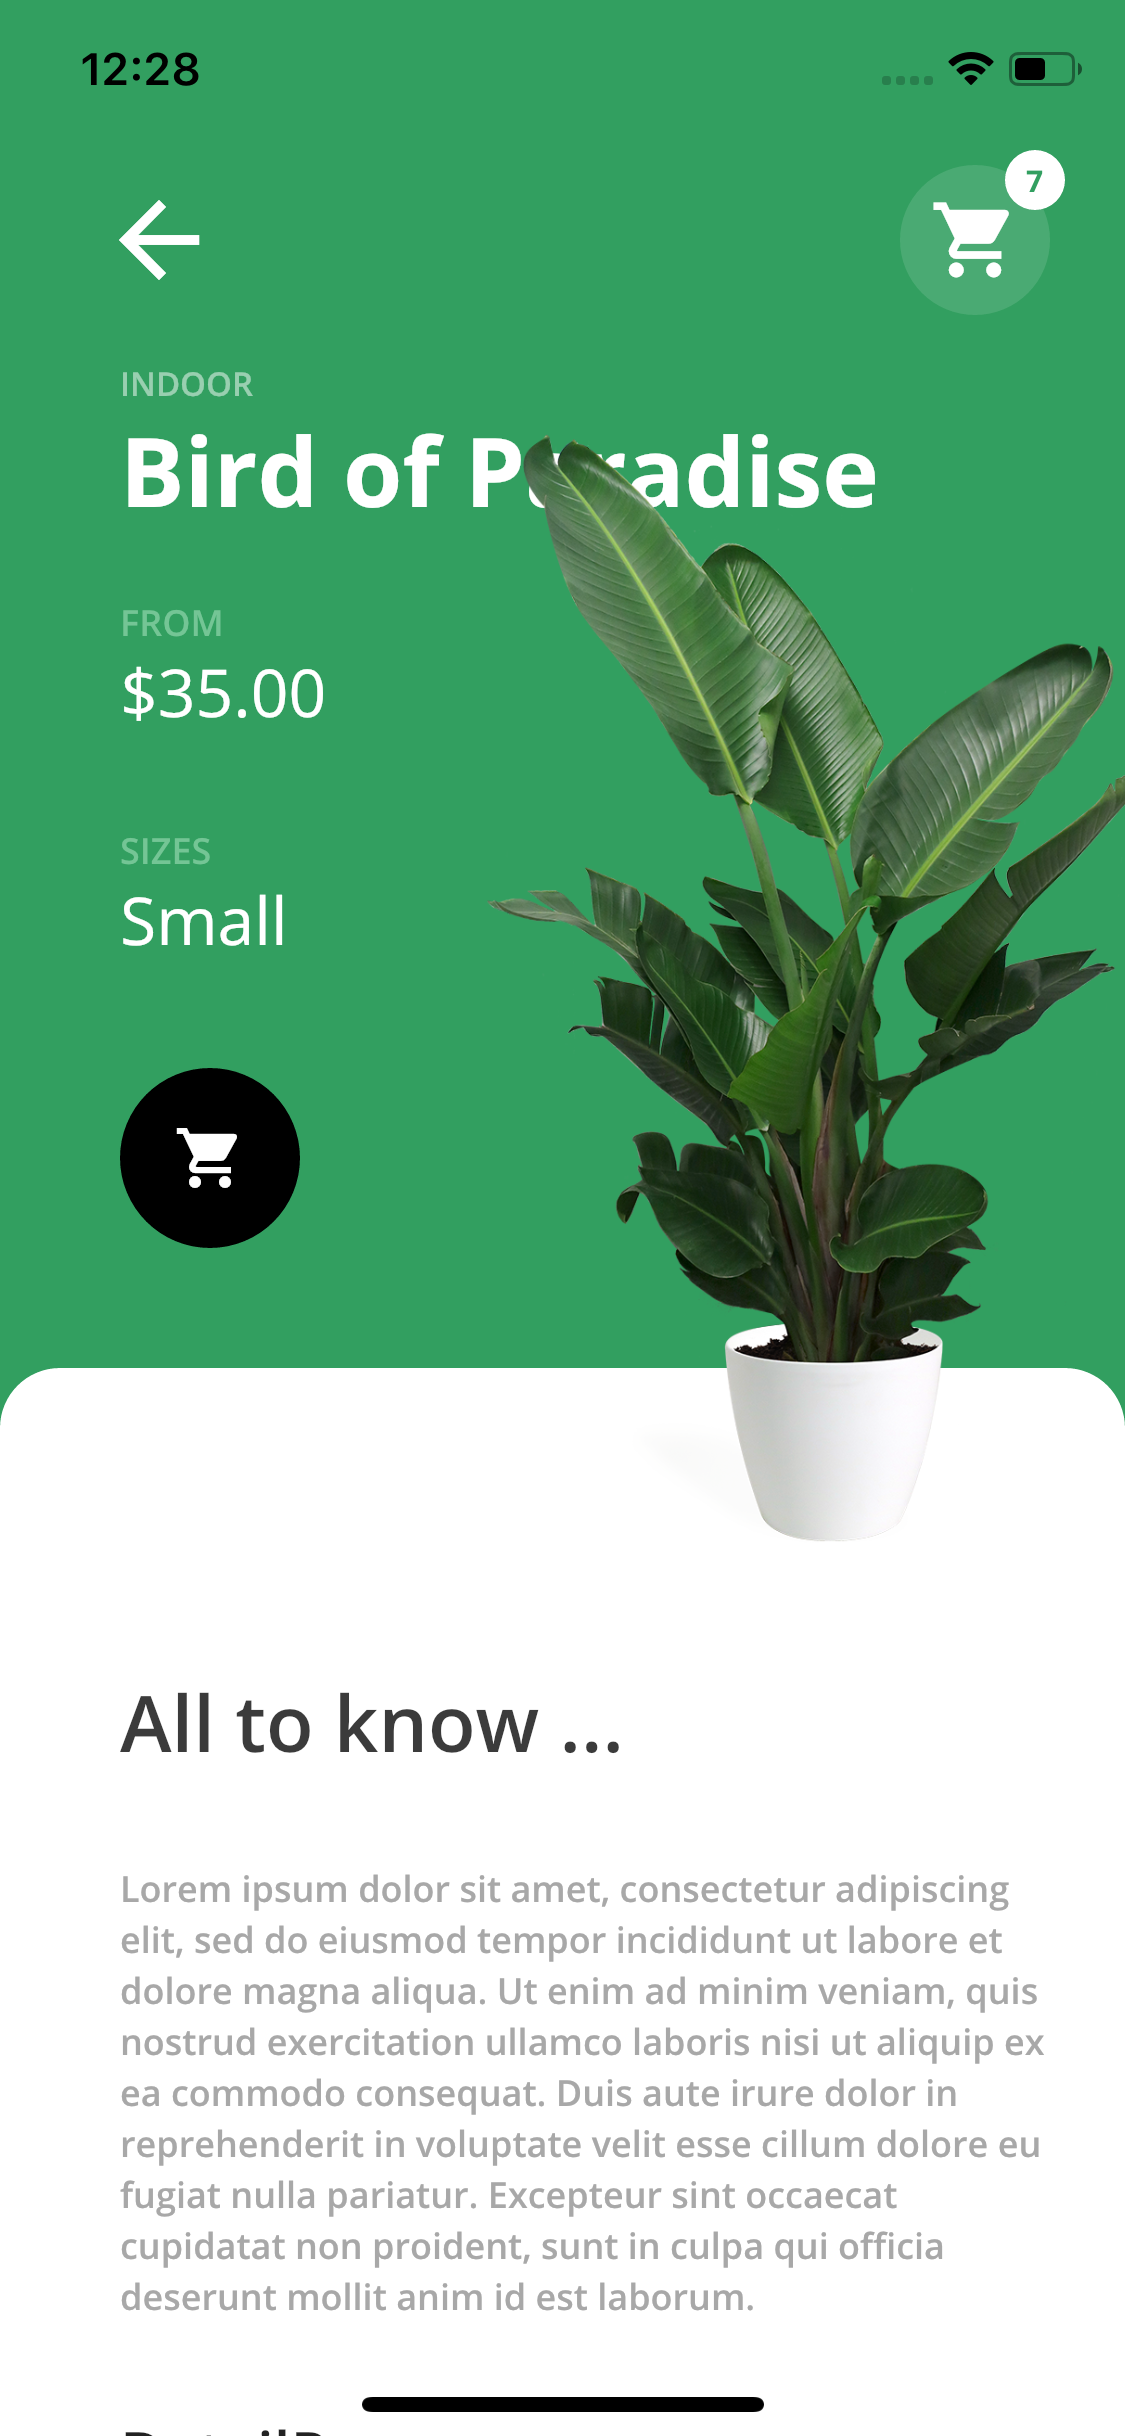 12:28
7
INDOOR
Bird of Paradise
FROM
$35.00
SIZES
Small
All to know ...
Lorem ipsum dolor sit amet, consectetur adipiscing
elit, sed do eiusmod tempor incididunt ut labore et
dolore magna aliqua. Ut enim ad minim veniam, quis
nostrud exercitation ullamco laboris nisi ut aliquip ex
ea commodo consequat. Duis aute irure dolor in
reprehenderit in voluptate velit esse cillum dolore eu
fugiat nulla pariatur. Excepteur sint occaecat
cupidatat non proident, sunt in culpa qui officia
deserunt mollit anim id est laborum.